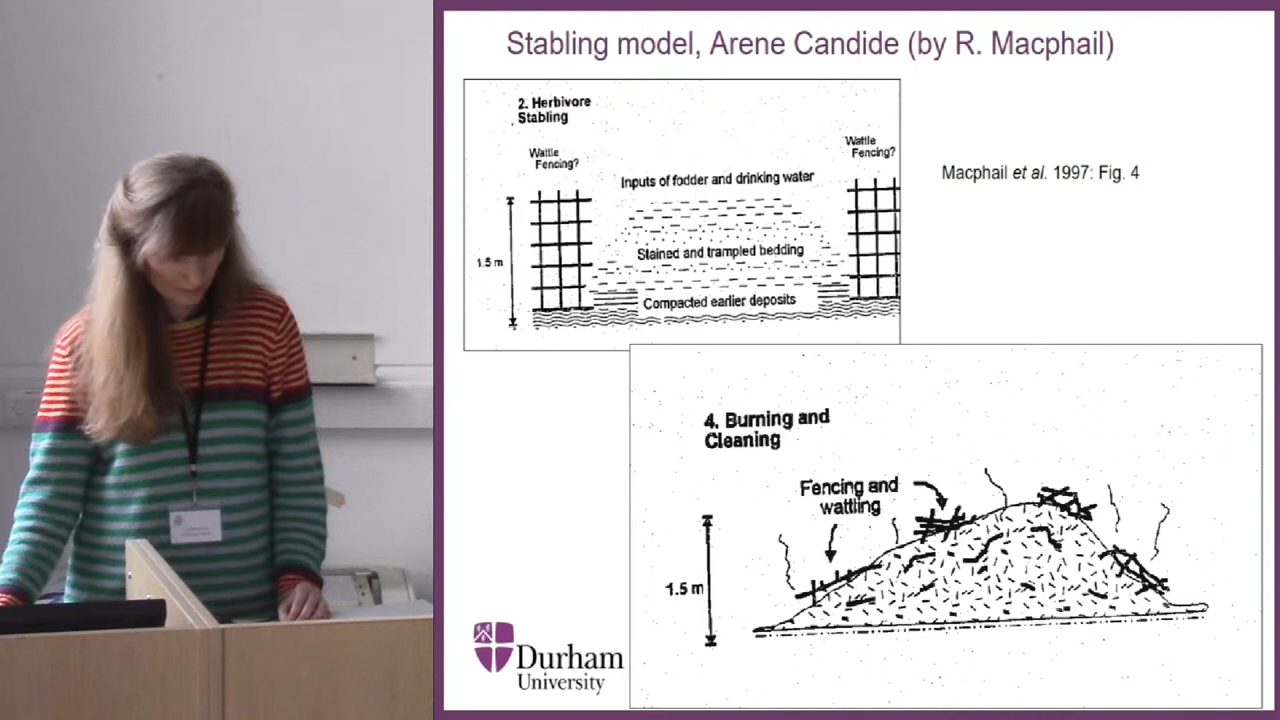 Stabling model, Arene Candide (by R. Macphail)
2. Herbivore
Stabling
Wattle
Fencing?
Wattle
Fencing?
Inputs of fodder and drinking water
Macphail et al. 1997: Fig. 4
Stained and trampled bedding
1.5 m
Compacted earlier deposits
4. Burning and
Cleaning
Fencing and
wattling
1.5 m
Durham
University